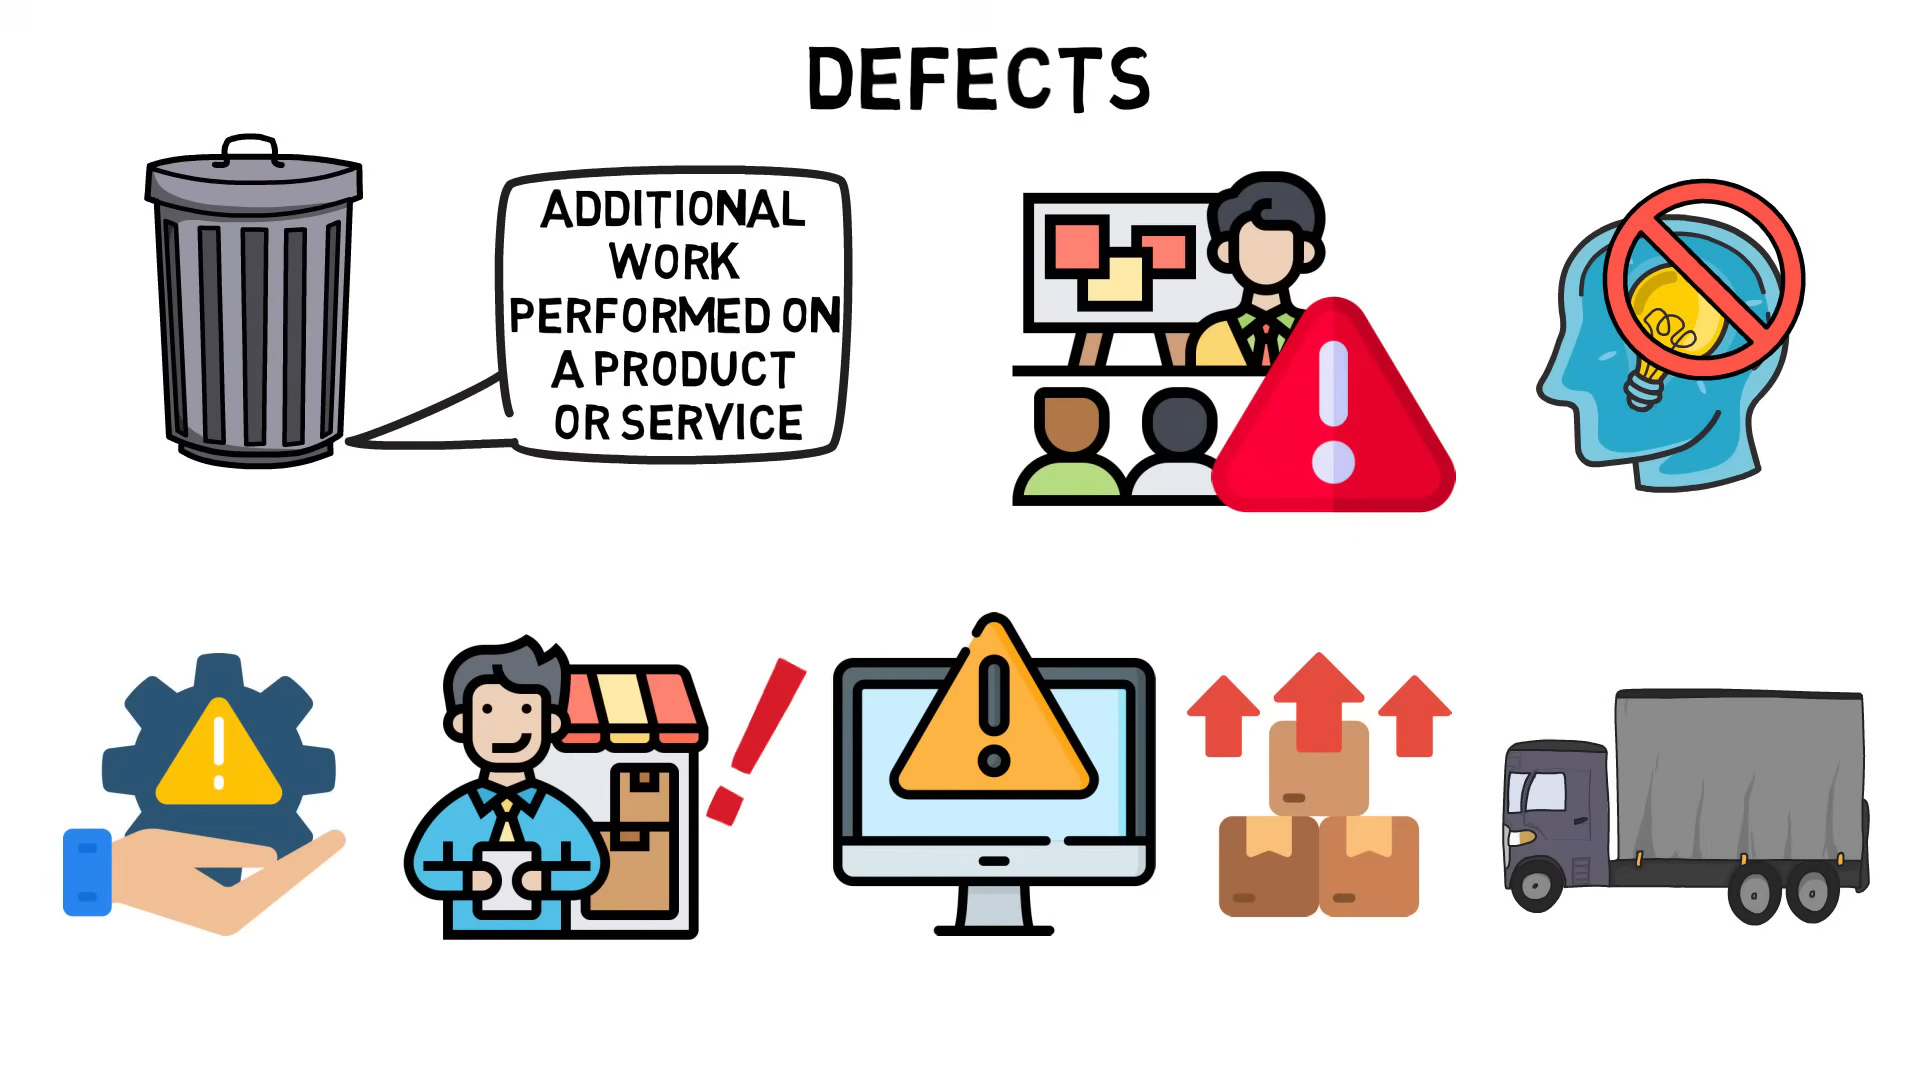 DEFECTS
ADDITIONAL
WORK
PERFORMED ON
A PRODUCT
OR SERVICE